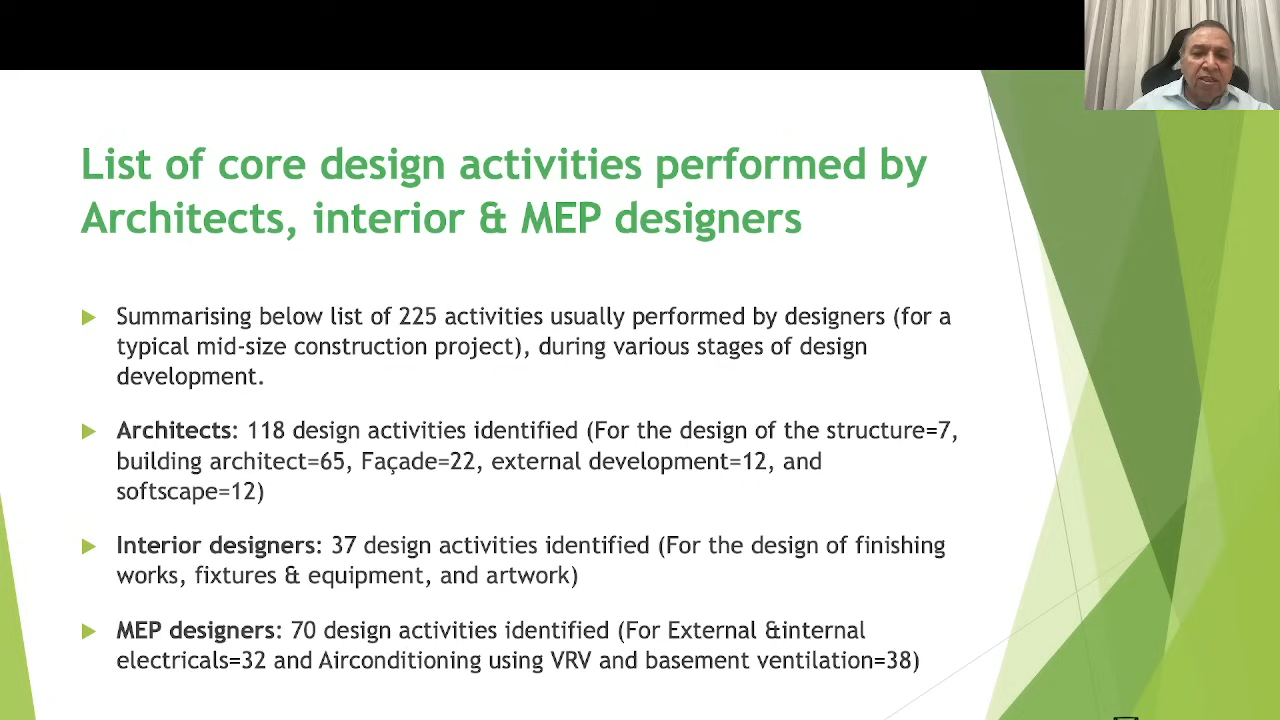 List of core design activities performed by
Architects, interior & MEP designers
Summarising below list of 225 activities usually performed by designers (for a
typical mid-size construction project), during various stages of design
development.
Architects: 118 design activities identified (For the design of the structure=7,
building architect=65, Façade=22, external development=12, and
softscape=12)
Interior designers: 37 design activities identified (For the design of finishing
works, fixtures & equipment, and artwork)
MEP designers: 70 design activities identified (For External &internal
electricals=32 and Airconditioning using VRV and basement ventilation=38)